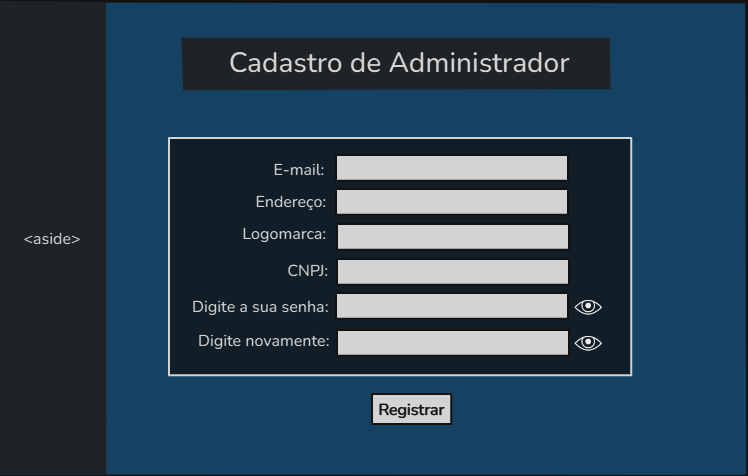 Cadastro de Administrador
E-mail:
Endereço:
Logomarca:
<aside>
CNPJ:
Digite a sua senha:
Digite novamente:
Registrar